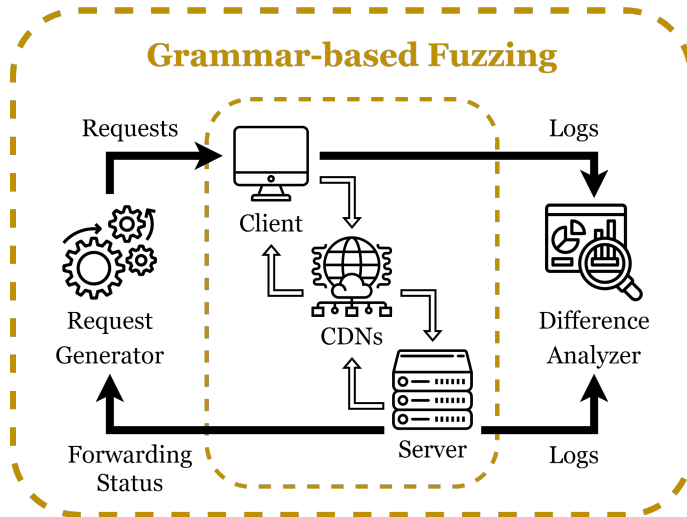 Grammar-based Fuzzing
Requests
Logs
Client
Request
Generator
CDNs
Difference
Analyzer
Server
Forwarding
Status
Logs